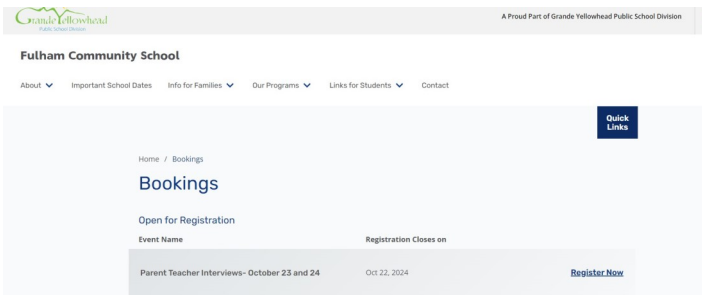 Grande Yellowhead
Public School Division
A Proud Part of Grande Yellowhead Public School Division
Fulham Community School
About Important School Dates Info for Families Our Programs Links for Students Contact
Quick
Links
Home / Bookings
Bookings
Open for Registration
Event Name Registration Closes on
Parent Teacher Interviews- October 23 and 24 Oct 22, 2024 Register Now